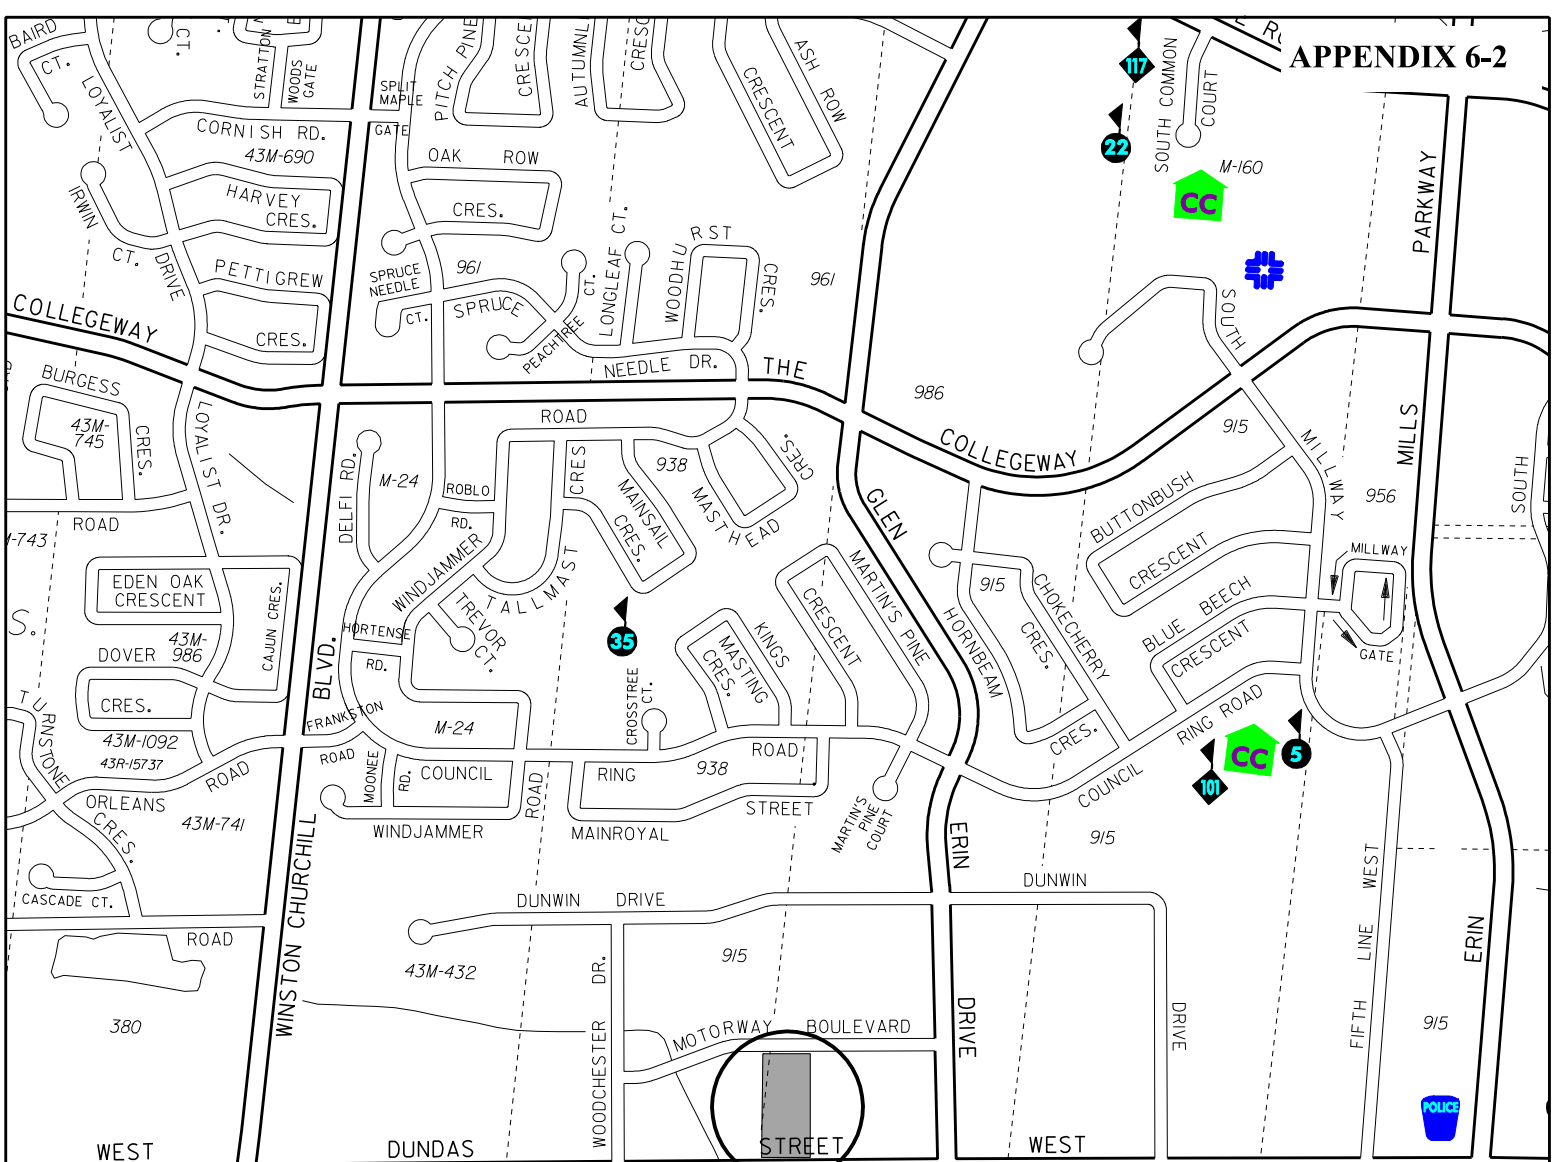 APPENDIX 6-2
BAIRD
CT.
CT.
LOYALIST
STRATTON
WOODS
GATE
SPLIT
MAPLE
GATE
PITCH PINE
CRESCE
AUTUMNL
CRESC
ASH ROW
CRESCENT
117
22
SOUTH COMMON
COURT
M-160
CC
PARKWAY
CORNISH RD.
43M-690
OAK ROW
CRES.
HARVEY
CRES.
IRWIN
CT.
DRIVE
PETTIGREW
CRES.
SPRUCE
NEEDLE
CT.
961
SPRUCE
PEACHTREE
CT.
LONGLEAF CT.
WOODHURST
CRES.
961
NEEDLE DR.
COLLEGEWAY
THE
SOUTH
986
915
COLLEGEWAY
MILLWAY
MILLS
956
SOUTH
BURGESS
43M-
745
CRES.
LOYALIST DR.
ROAD
DELFI RD.
M-24
ROBLO
RD.
ROAD
CRES
938
MAINSAIL
CRES.
MAST HEAD
CRES.
GLEN
BUTTONBUSH
CRESCENT
-743
EDEN OAK
CRESCENT
CAJUN CRES.
WINDJAMMER
TALLMAST
TREVOR
CT.
HORTENSE
RD.
35
MARTIN'S PINE
CRESCENT
915
CHOKECHERRY
CRES.
HORNBEAM
CRES.
BLUE BEECH
CRESCENT
MILLWAY
GATE
S.
43M-
986
DOVER
CRES.
KINGS
MASTING
CRES.
CROSSTREE
CT.
TURNSTONE
43M-1092
43R-15737
BLVD.
FRANKSTON
ROAD
M-24
COUNCIL
RING
938
ROAD
RING ROAD
COUNCIL
CC
5
101
ROAD
ORLEANS
CRES.
43M-741
MOONEE
RD.
WINDJAMMER
ROAD
MAINROYAL
STREET
MARTIN'S
PINE
COURT
ERIN
915
CASCADE CT.
ROAD
WINSTON CHURCHILL
DUNWIN DRIVE
DUNWIN
FIFTH LINE WEST
ERIN
43M-432
915
WOODCHESTER DR.
380
MOTORWAY BOULEVARD
DRIVE
DRIVE
915
POLICE
WEST
DUNDAS
STREET
WEST